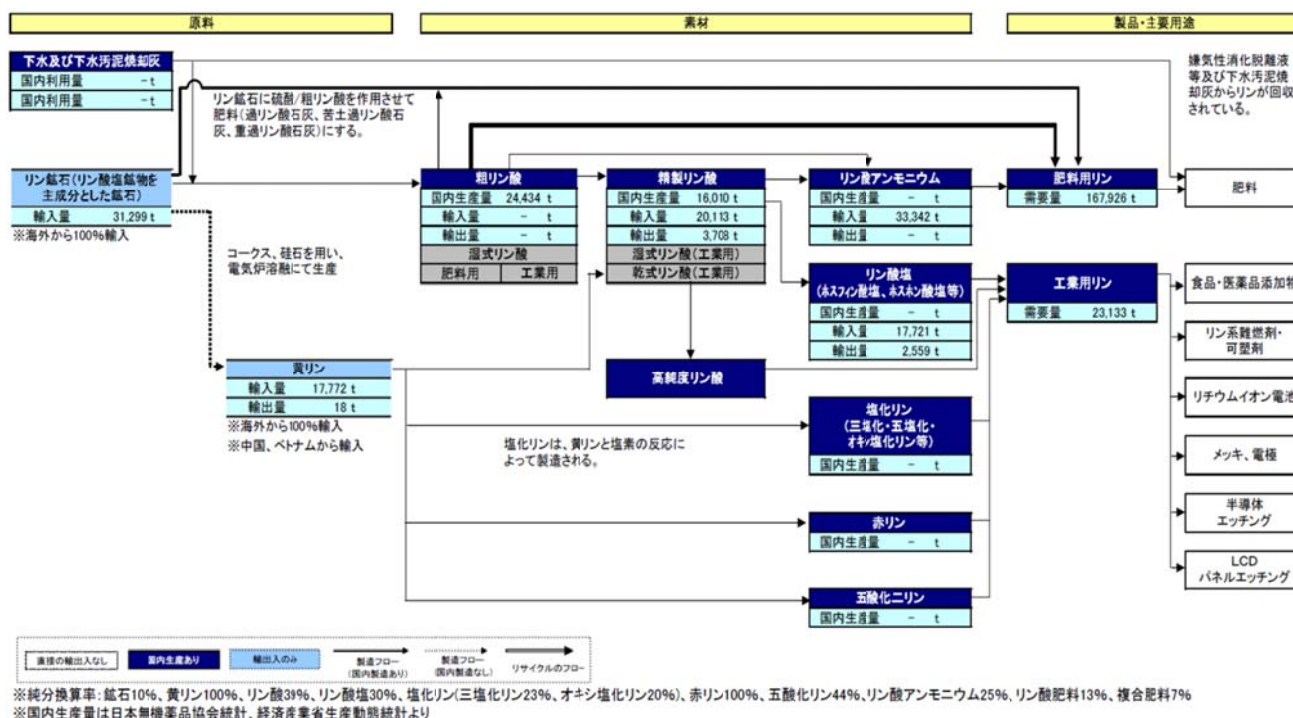 原料
素材
製品・主要用途
下水及び下水汚泥焼却灰
国内利用量 - t
国内利用量 - t
リン鉱石に硫酸/粗リン酸を作用させて
肥料(過リン酸石灰、苦土過リン酸石
灰、重過リン酸石灰)にする。
嫌気性消化脱離液
等及び下水汚泥焼
却灰からリンが回収
されている。
リン鉱石(リン酸塩鉱物を
主成分とした鉱石)
輸入量 31,299 t
※海外から100%輸入
粗リン酸
国内生産量 24,434 t
輸入量 - t
輸出量 - t
湿式リン酸
肥料用 工業用
精製リン酸
国内生産量 16,010 t
輸入量 20,113 t
輸出量 3,708 t
湿式リン酸(工業用)
乾式リン酸(工業用)
リン酸アンモニウム
国内生産量 - t
輸入量 33,342 t
輸出量 - t
肥料用リン
需要量 167,926 t
肥料
コークス、硅石を用い、
電気炉溶融にて生産
リン酸塩
(ホスフィン酸塩、ホスホン酸塩等)
国内生産量 - t
輸入量 17,721 t
輸出量 2,559 t
工業用リン
需要量 23,133 t
食品・医薬品添加物
リン系難燃剤・
可塑剤
リチウムイオン電池
メッキ、電極
半導体
エッチング
LCD
パネルエッチング
黄リン
輸入量 17,772 t
輸出量 18 t
※海外から100%輸入
※中国、ベトナムから輸入
高純度リン酸
塩化リンは、黄リンと塩素の反応に
よって製造される。
塩化リン
(三塩化・五塩化・
オキシ塩化リン等)
国内生産量 - t
赤リン
国内生産量 - t
五酸化二リン
国内生産量 - t
直接の輸出入なし
国内生産あり
輸出入のみ
製造フロー
(国内製造あり)
製造フロー
(国内製造なし)
リサイクルのフロー
※純分換算率:鉱石10%、黄リン100%、リン酸39%、リン酸塩30%、塩化リン(三塩化リン23%、オキシ塩化リン20%)、赤リン100%、五酸化リン44%、リン酸アンモニウム25%、リン酸肥料13%、複合肥料7%
※国内生産量は日本無機薬品協会統計、経済産業省生産動態統計より